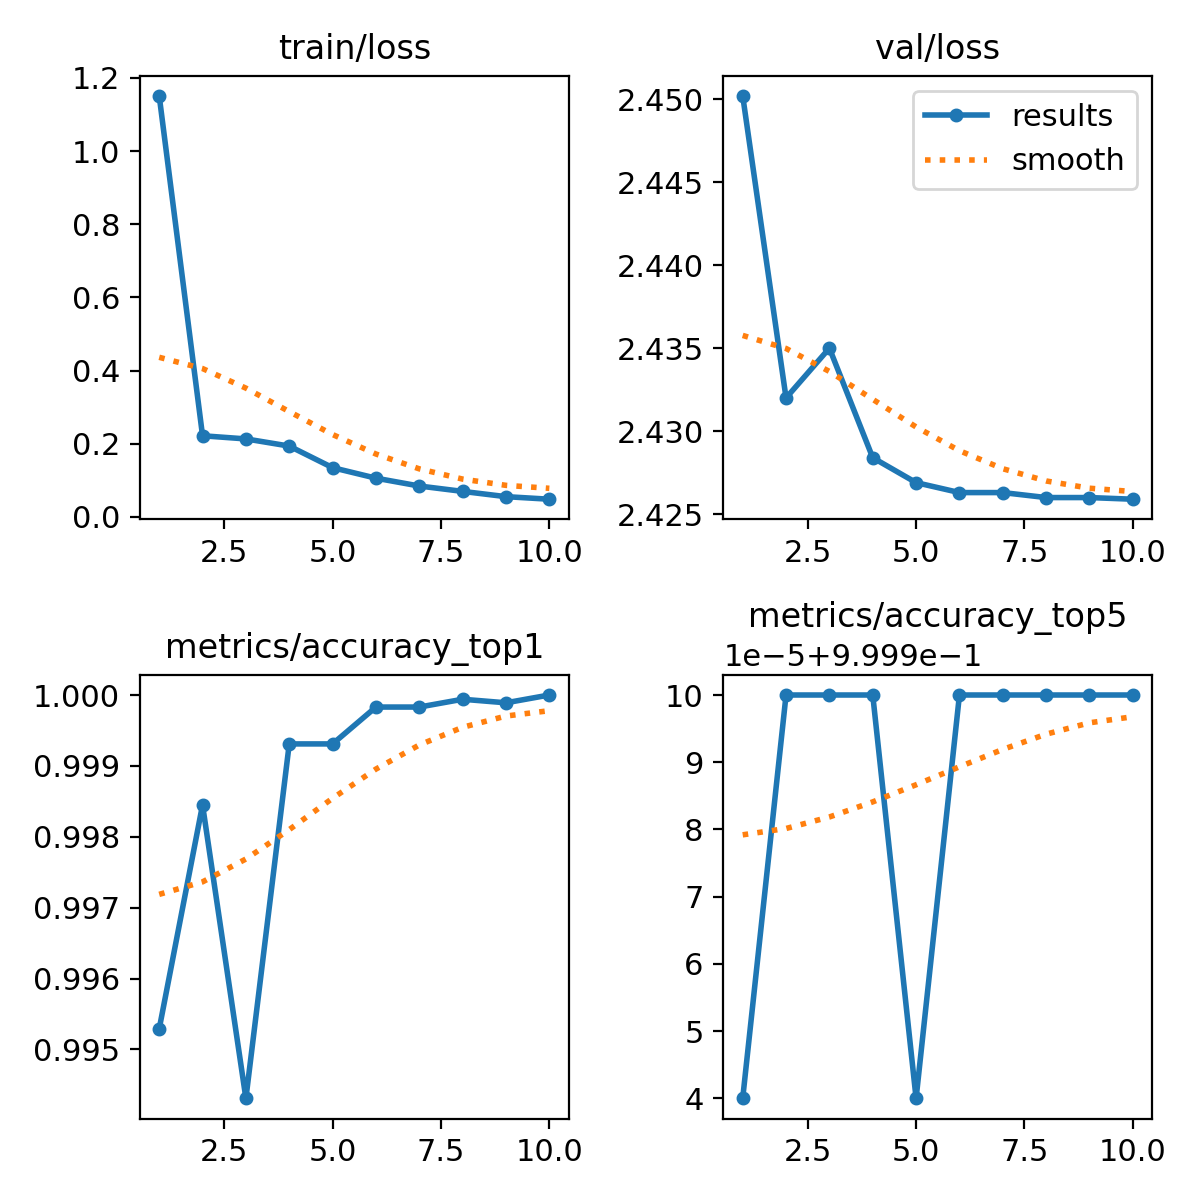 train/loss
1.2
1.0
0.8
0.6
0.4
0.2
0.0
2.5 5.0 7.5 10.0
val/loss
results
smooth
2.450
2.445
2.440
2.435
2.430
2.425
2.5 5.0 7.5 10.0
metrics/accuracy_top1
1.000
0.999
0.998
0.997
0.996
0.995
2.5 5.0 7.5 10.0
metrics/accuracy_top5
1e−5+9.999e−1
10
9
8
7
6
5
4
2.5 5.0 7.5 10.0